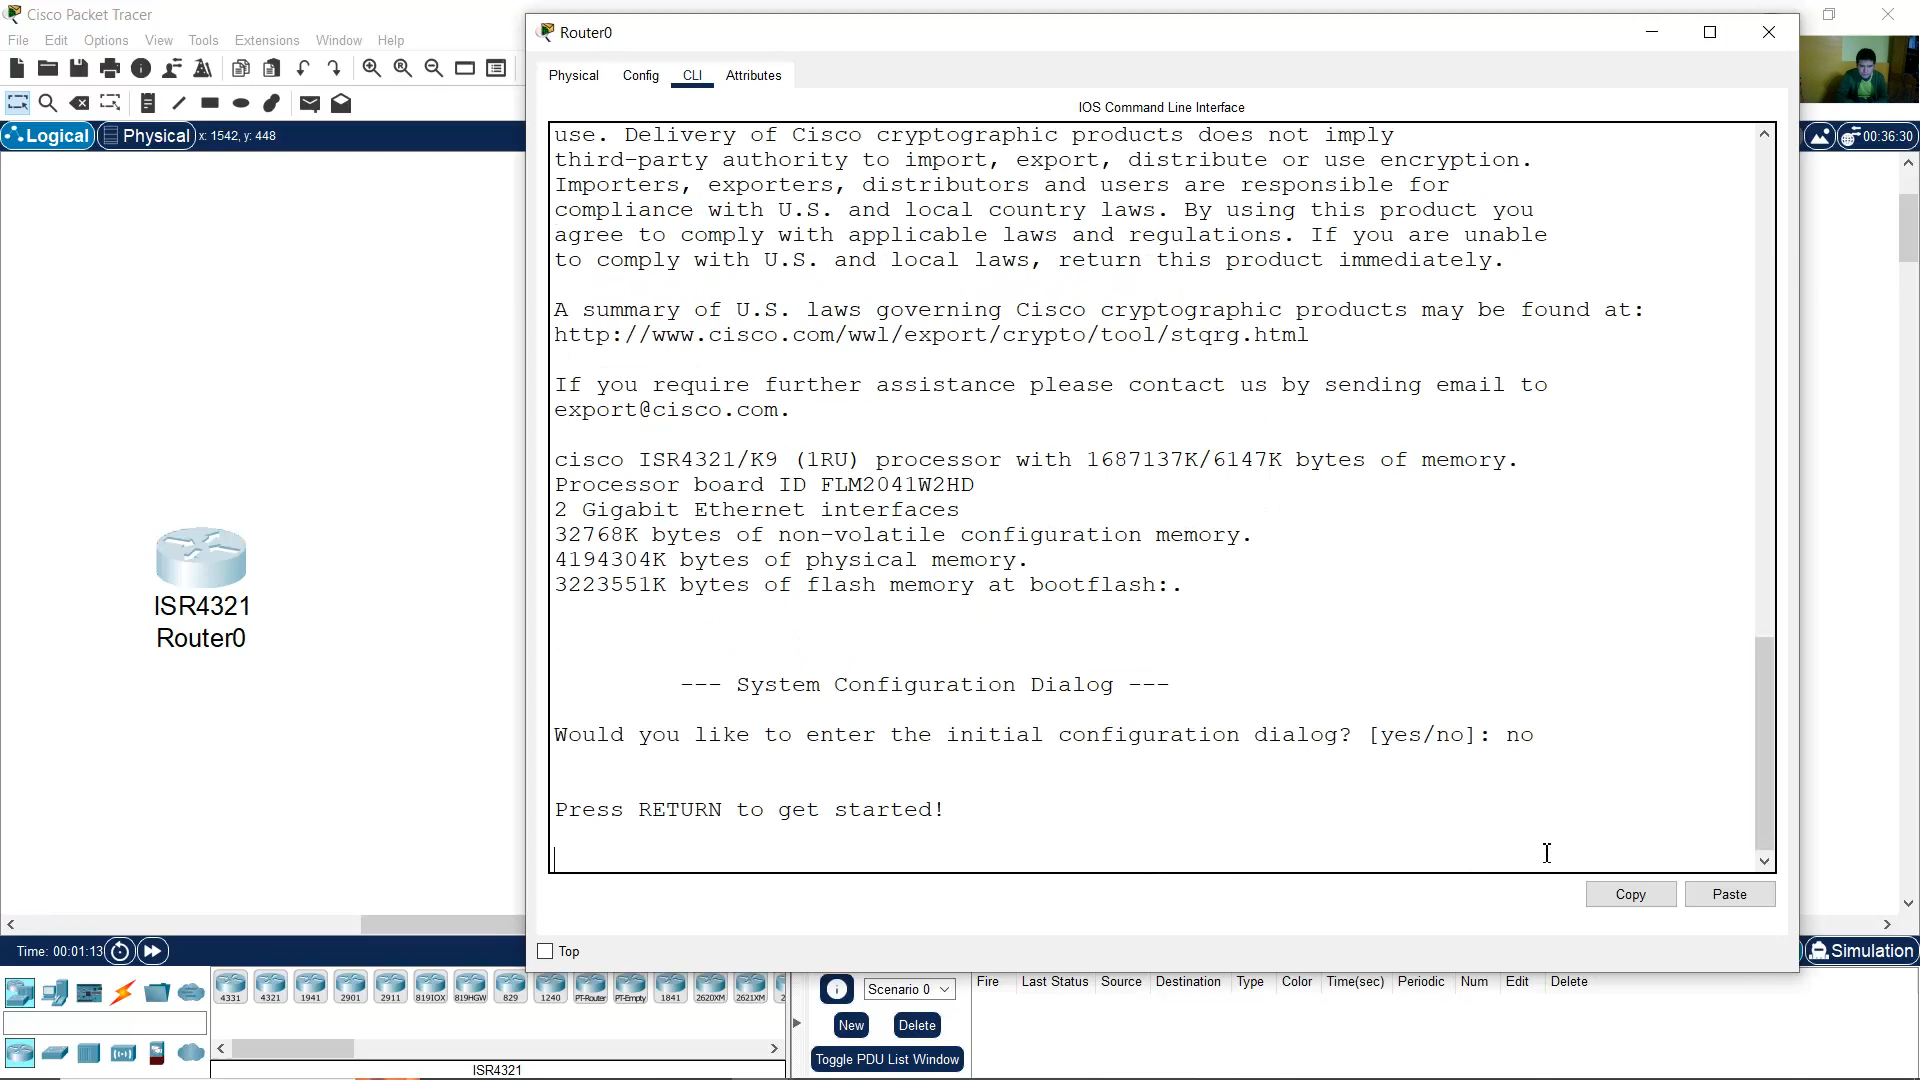 Cisco Packet Tracer
File Edit Options View Tools Extensions Window Help
Logical Physical x: 1542, y: 448
00:36:30
ISR4321
Router0
Router0
Physical Config CLI Attributes
IOS Command Line Interface
use. Delivery of Cisco cryptographic products does not imply
third-party authority to import, export, distribute or use encryption.
Importers, exporters, distributors and users are responsible for
compliance with U.S. and local country laws. By using this product you
agree to comply with applicable laws and regulations. If you are unable
to comply with U.S. and local laws, return this product immediately.
A summary of U.S. laws governing Cisco cryptographic products may be found at:
http://www.cisco.com/wwl/export/crypto/tool/stqrg.html
If you require further assistance please contact us by sending email to
export@cisco.com.
cisco ISR4321/K9 (1RU) processor with 1687137K/6147K bytes of memory.
Processor board ID FLM2041W2HD
2 Gigabit Ethernet interfaces
32768K bytes of non-volatile configuration memory.
4194304K bytes of physical memory.
3223551K bytes of flash memory at bootflash:.
--- System Configuration Dialog ---
Would you like to enter the initial configuration dialog? [yes/no]: no
Press RETURN to get started!
Copy Paste
Top
Time: 00:01:13
Simulation
4331 4321 1941 2901 2911 819IOX 819HGW 829 1240 PT-Router PT-Empty 1841 2620XM 2621XM 2
ISR4321
Scenario 0
New Delete
Toggle PDU List Window
Fire Last Status Source Destination Type Color Time(sec) Periodic Num Edit Delete